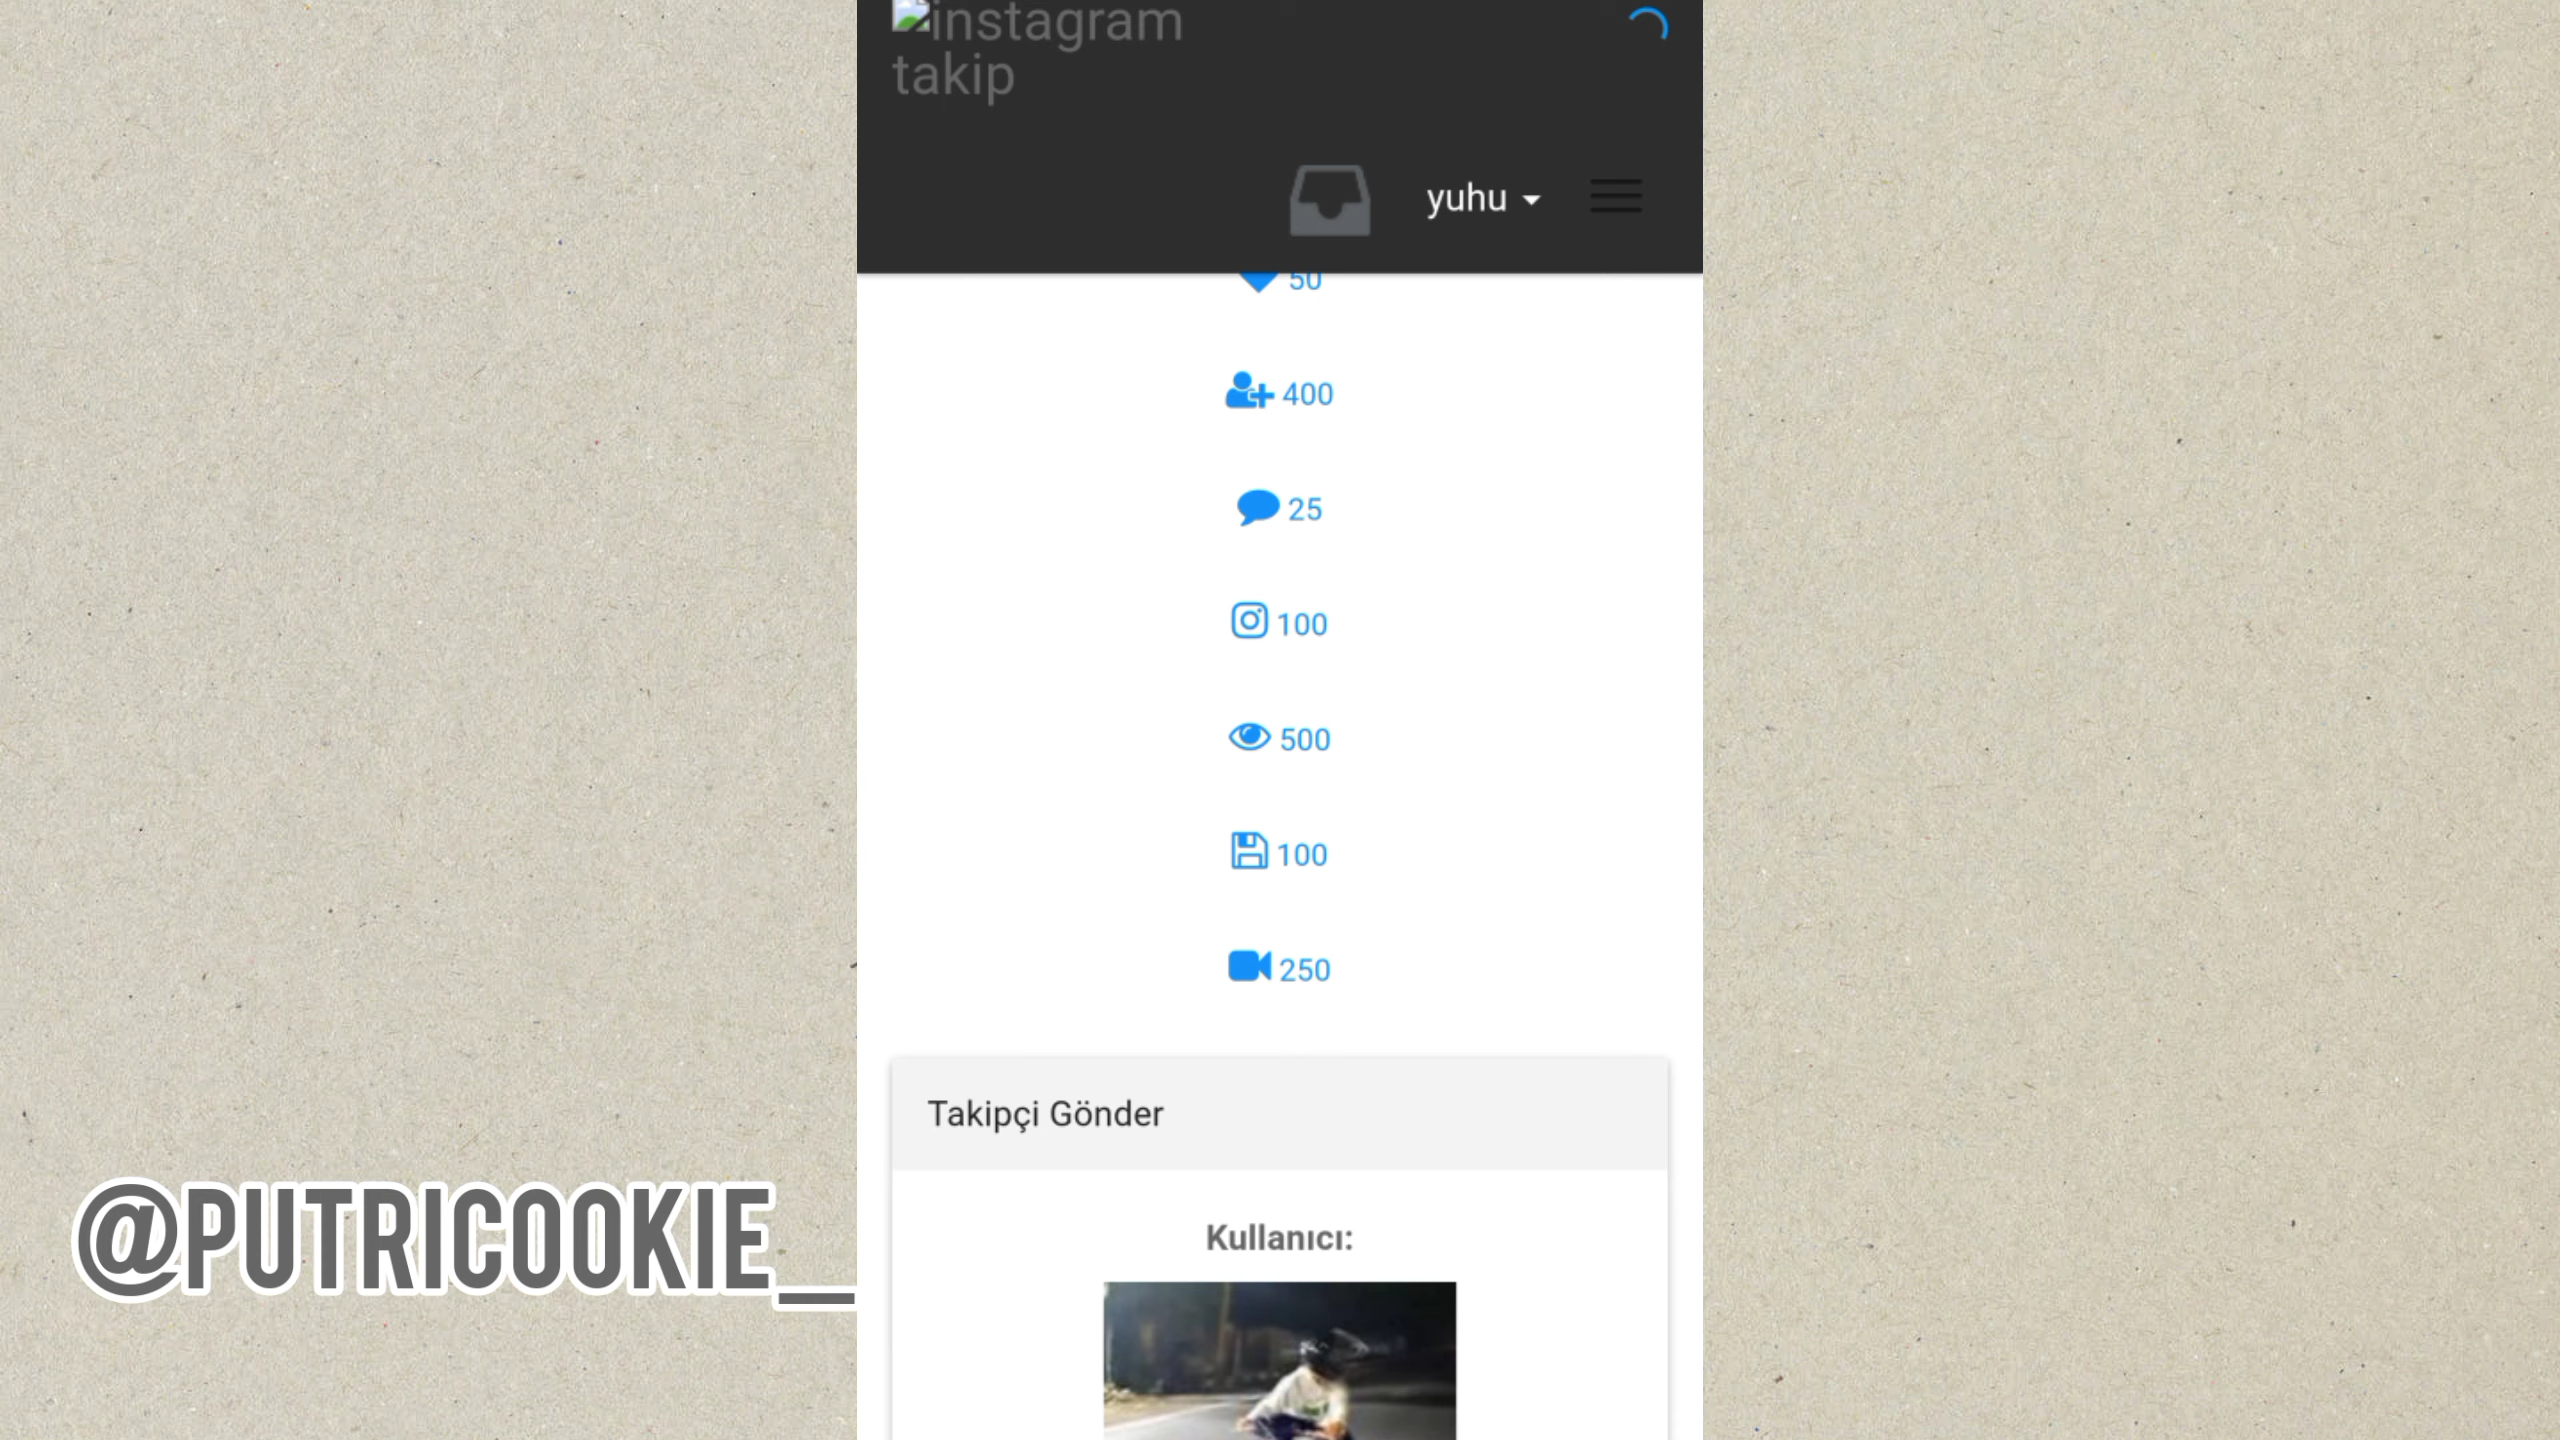 instagram
takip
yuhu
50
400
25
100
500
100
250
Takipçi Gönder
Kullanıcı:
@PUTRICOOKIE_